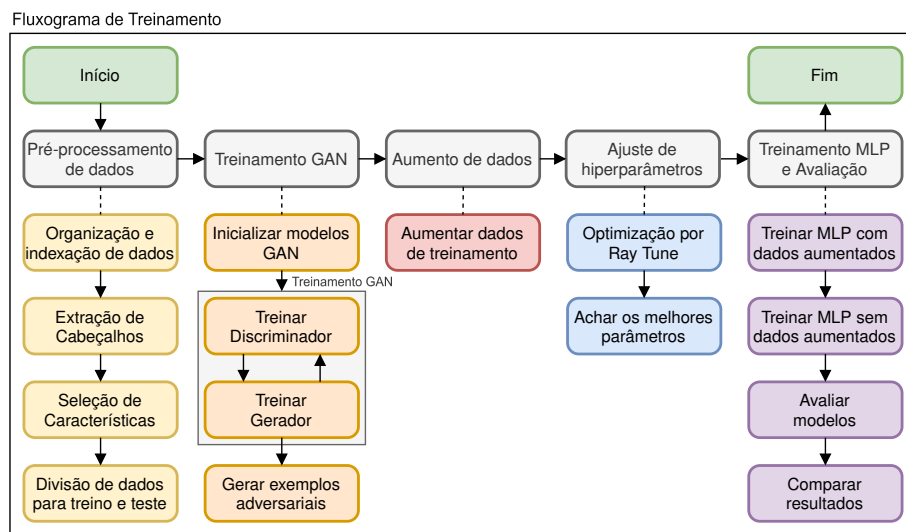 Fluxograma de Treinamento
Início
Fim
Pré-processamento
de dados
Treinamento GAN
Aumento de dados
Ajuste de
hiperparâmetros
Treinamento MLP
e Avaliação
Organização e
indexação de dados
Extração de
Cabeçalhos
Seleção de
Características
Divisão de dados
para treino e teste
Inicializar modelos
GAN
Treinamento GAN
Treinar
Discriminador
Treinar
Gerador
Gerar exemplos
adversariais
Aumentar dados
de treinamento
Optimização por
Ray Tune
Achar os melhores
parâmetros
Treinar MLP com
dados aumentados
Treinar MLP sem
dados aumentados
Avaliar
modelos
Comparar
resultados